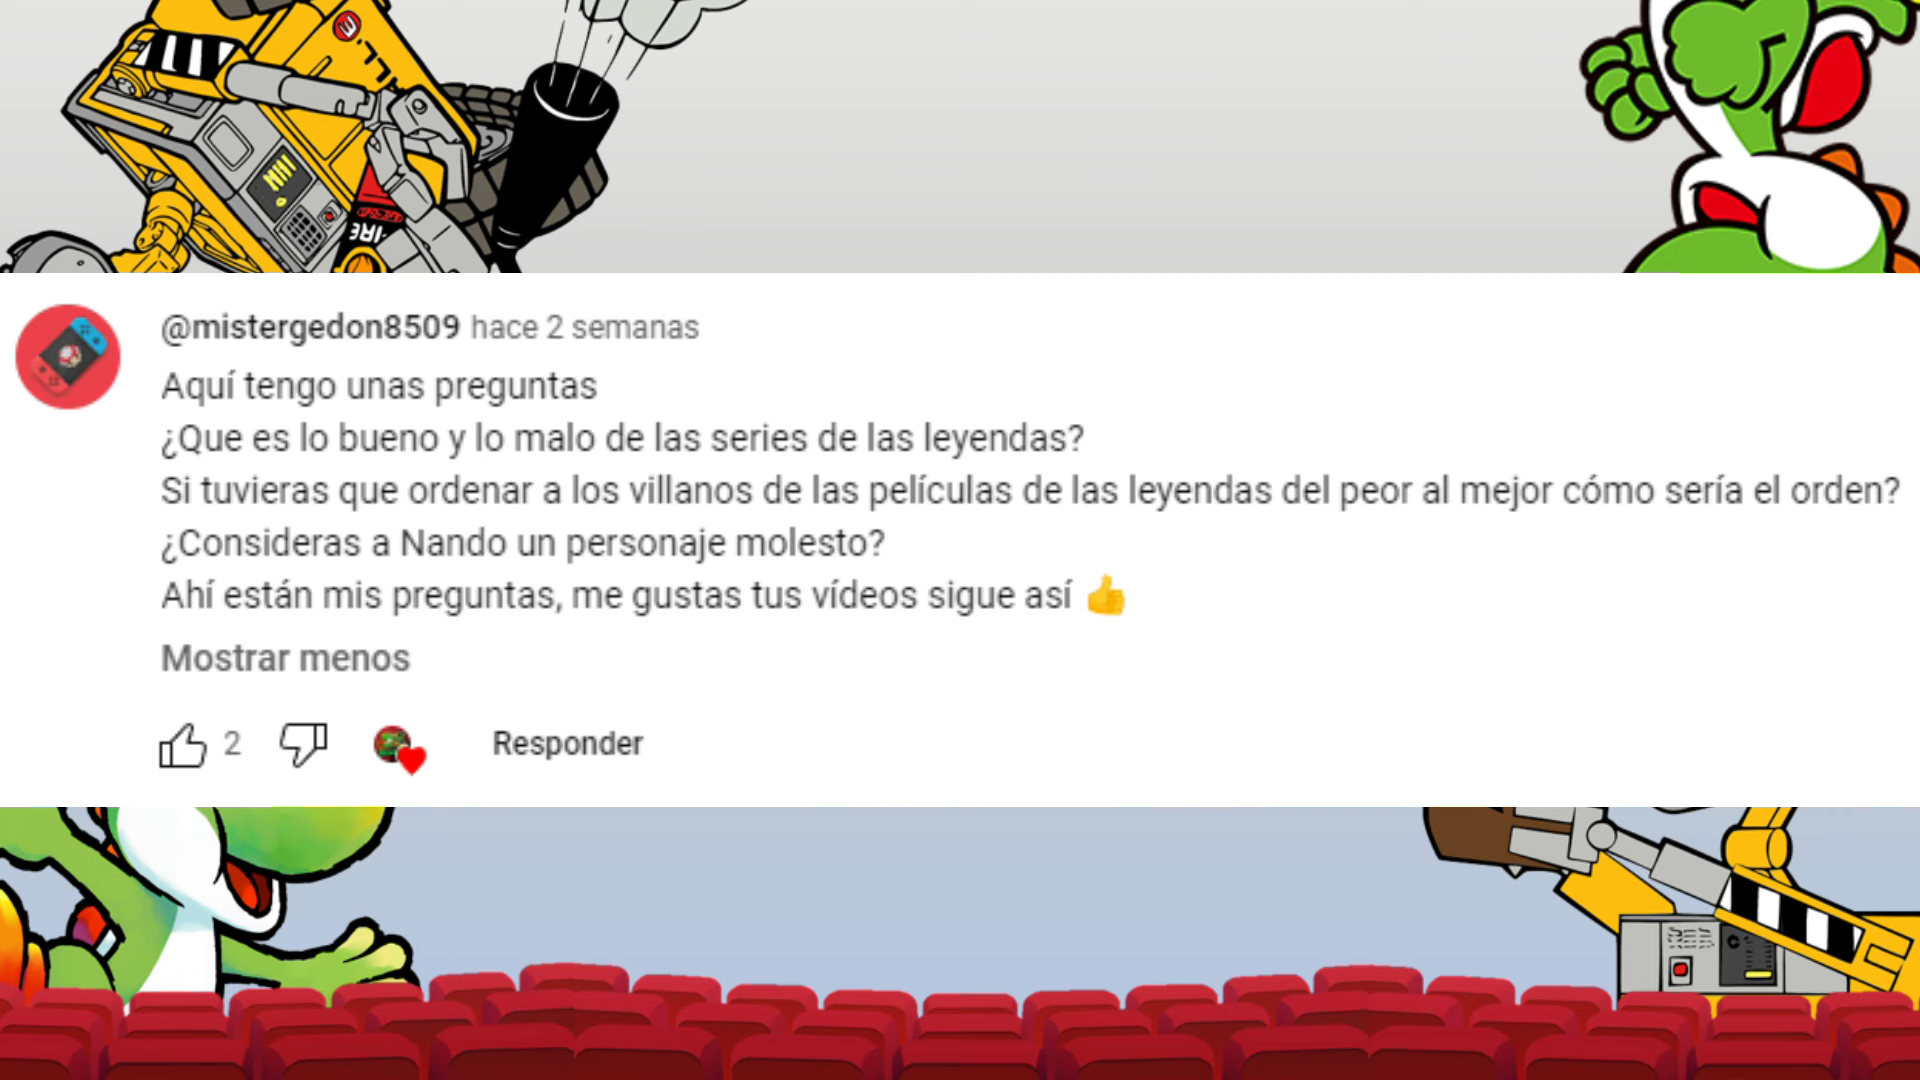 WALL.
FIRE
@mistergedon8509 hace 2 semanas
Aquí tengo unas preguntas
¿Que es lo bueno y lo malo de las series de las leyendas?
Si tuvieras que ordenar a los villanos de las películas de las leyendas del peor al mejor cómo sería el orden?
¿Consideras a Nando un personaje molesto?
Ahí están mis preguntas, me gustas tus vídeos sigue así 👍
Mostrar menos
2
Responder